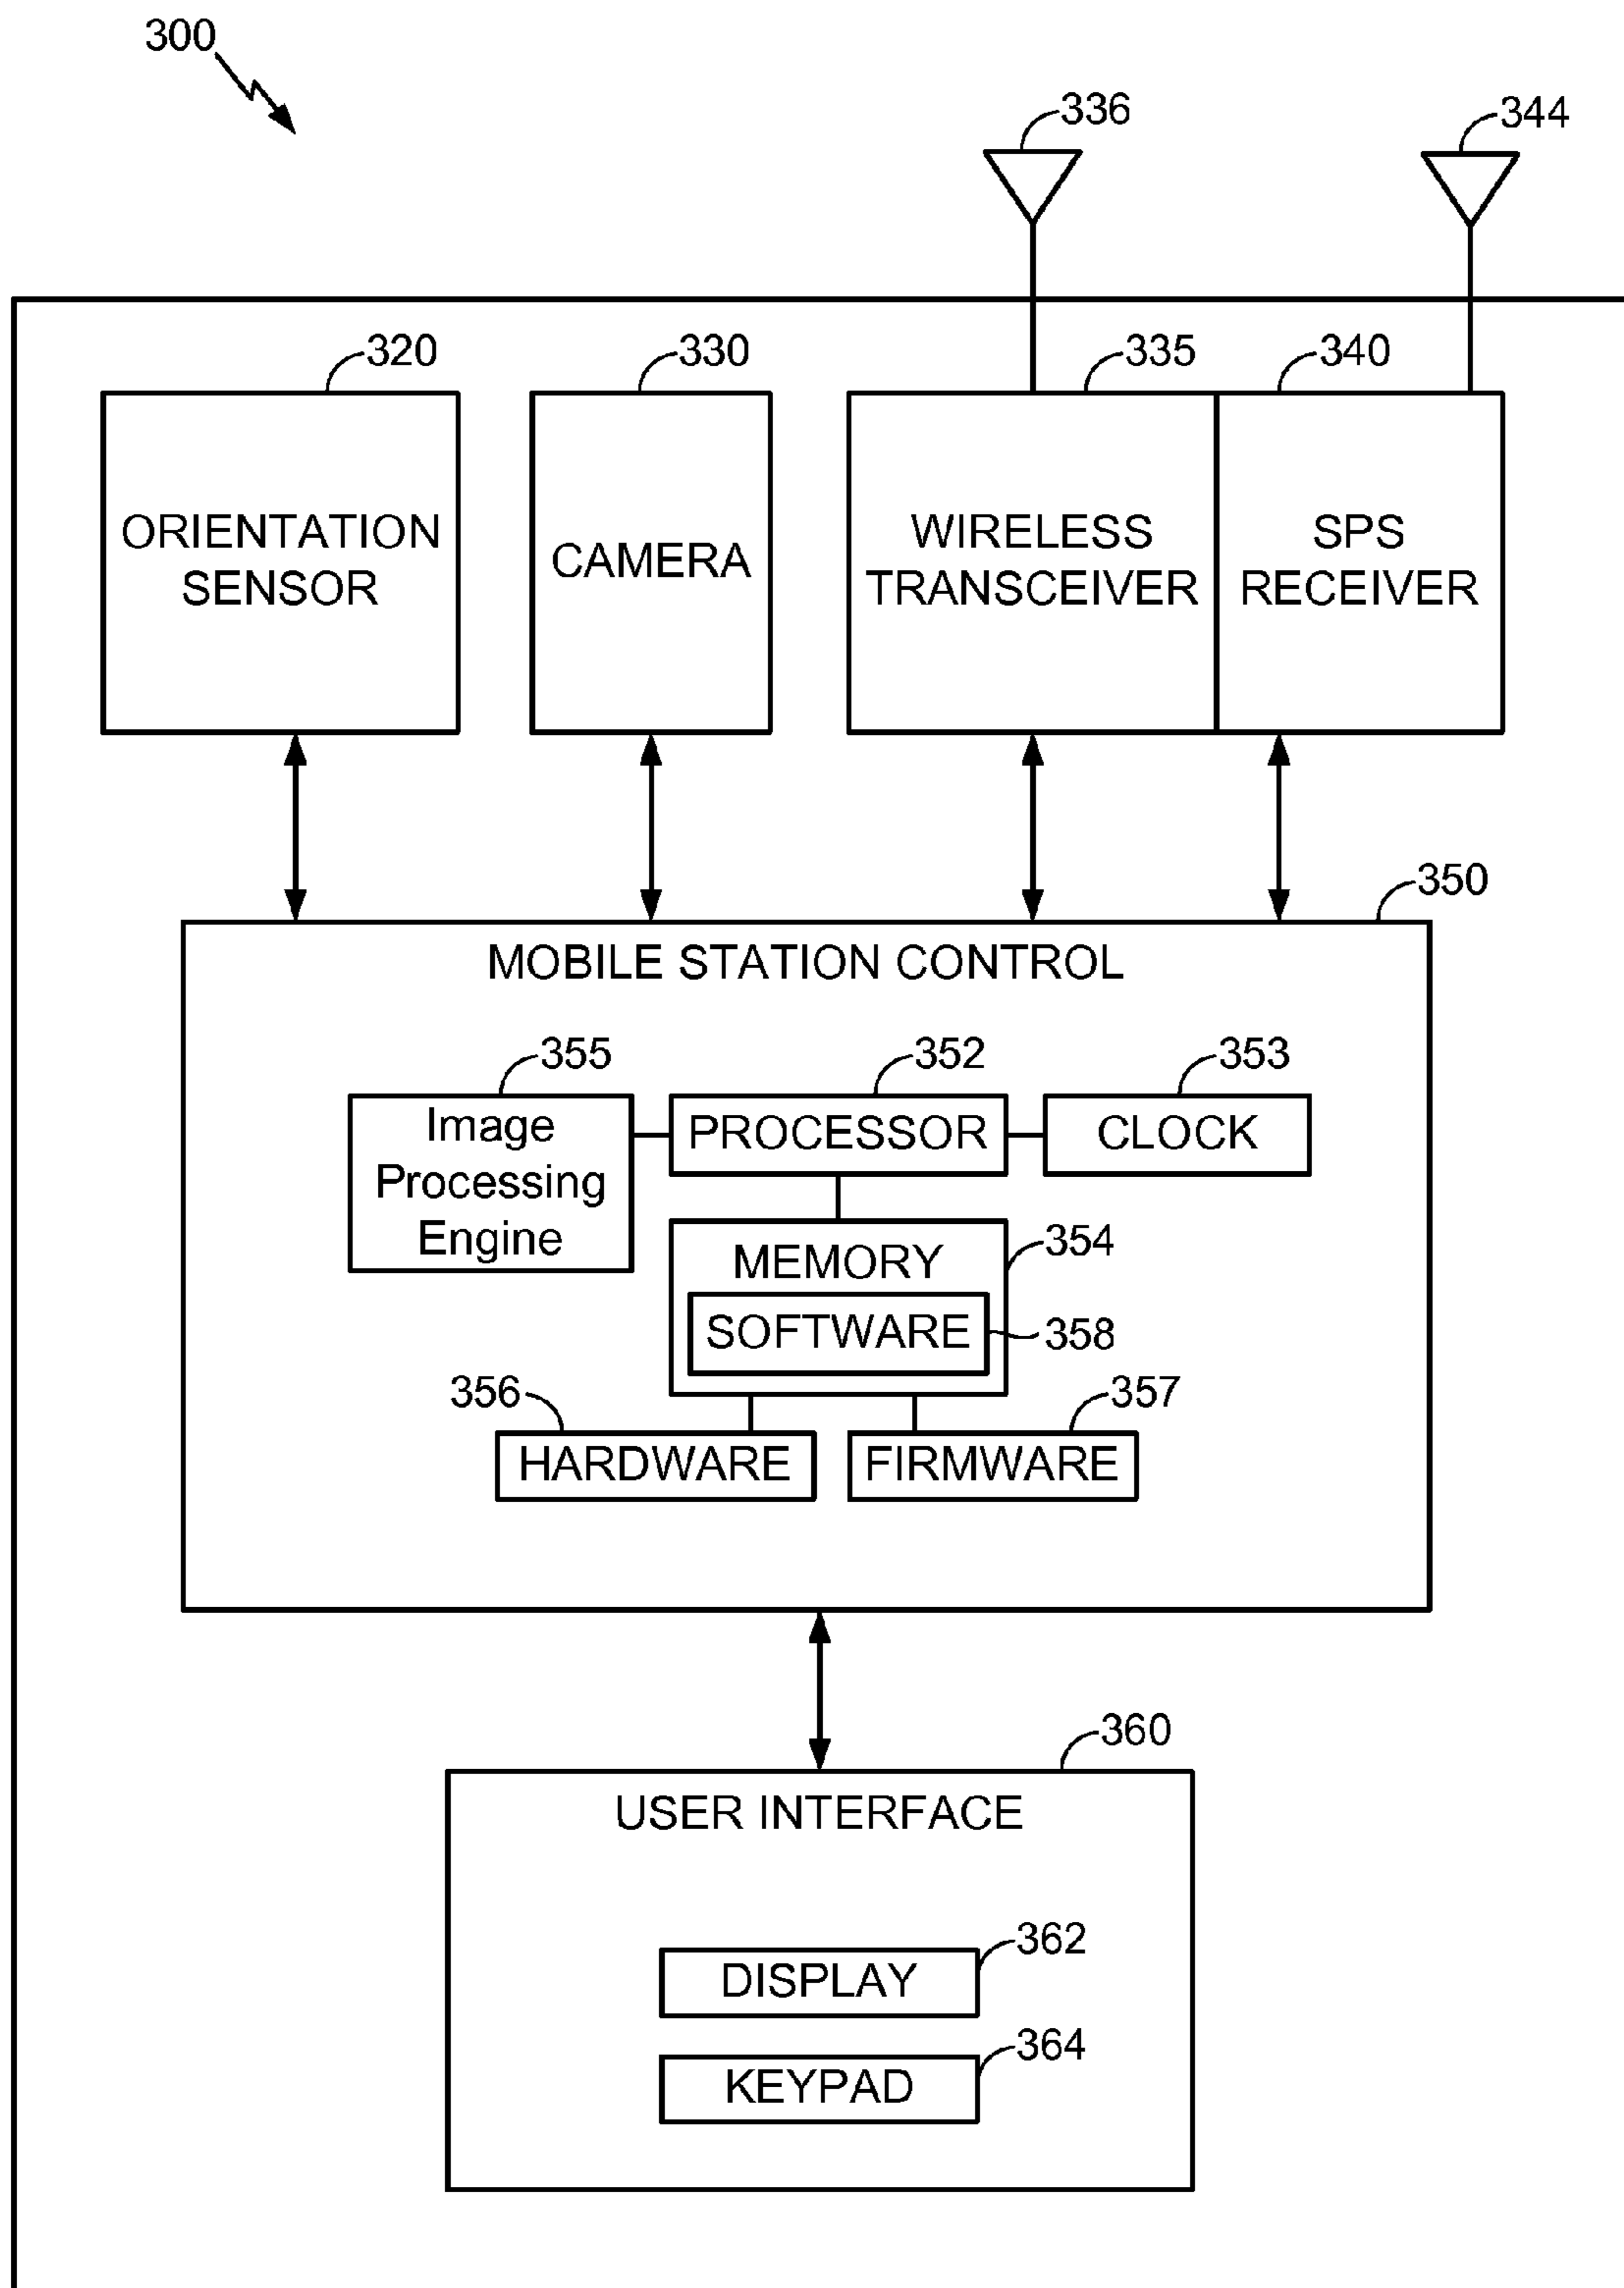 300
336
344
320
330
335
340
ORIENTATION
SENSOR
CAMERA
WIRELESS
TRANSCEIVER
SPS
RECEIVER
350
MOBILE STATION CONTROL
355
352
353
Image
Processing
Engine
PROCESSOR
CLOCK
354
MEMORY
SOFTWARE
358
356
357
HARDWARE
FIRMWARE
360
USER INTERFACE
362
DISPLAY
364
KEYPAD